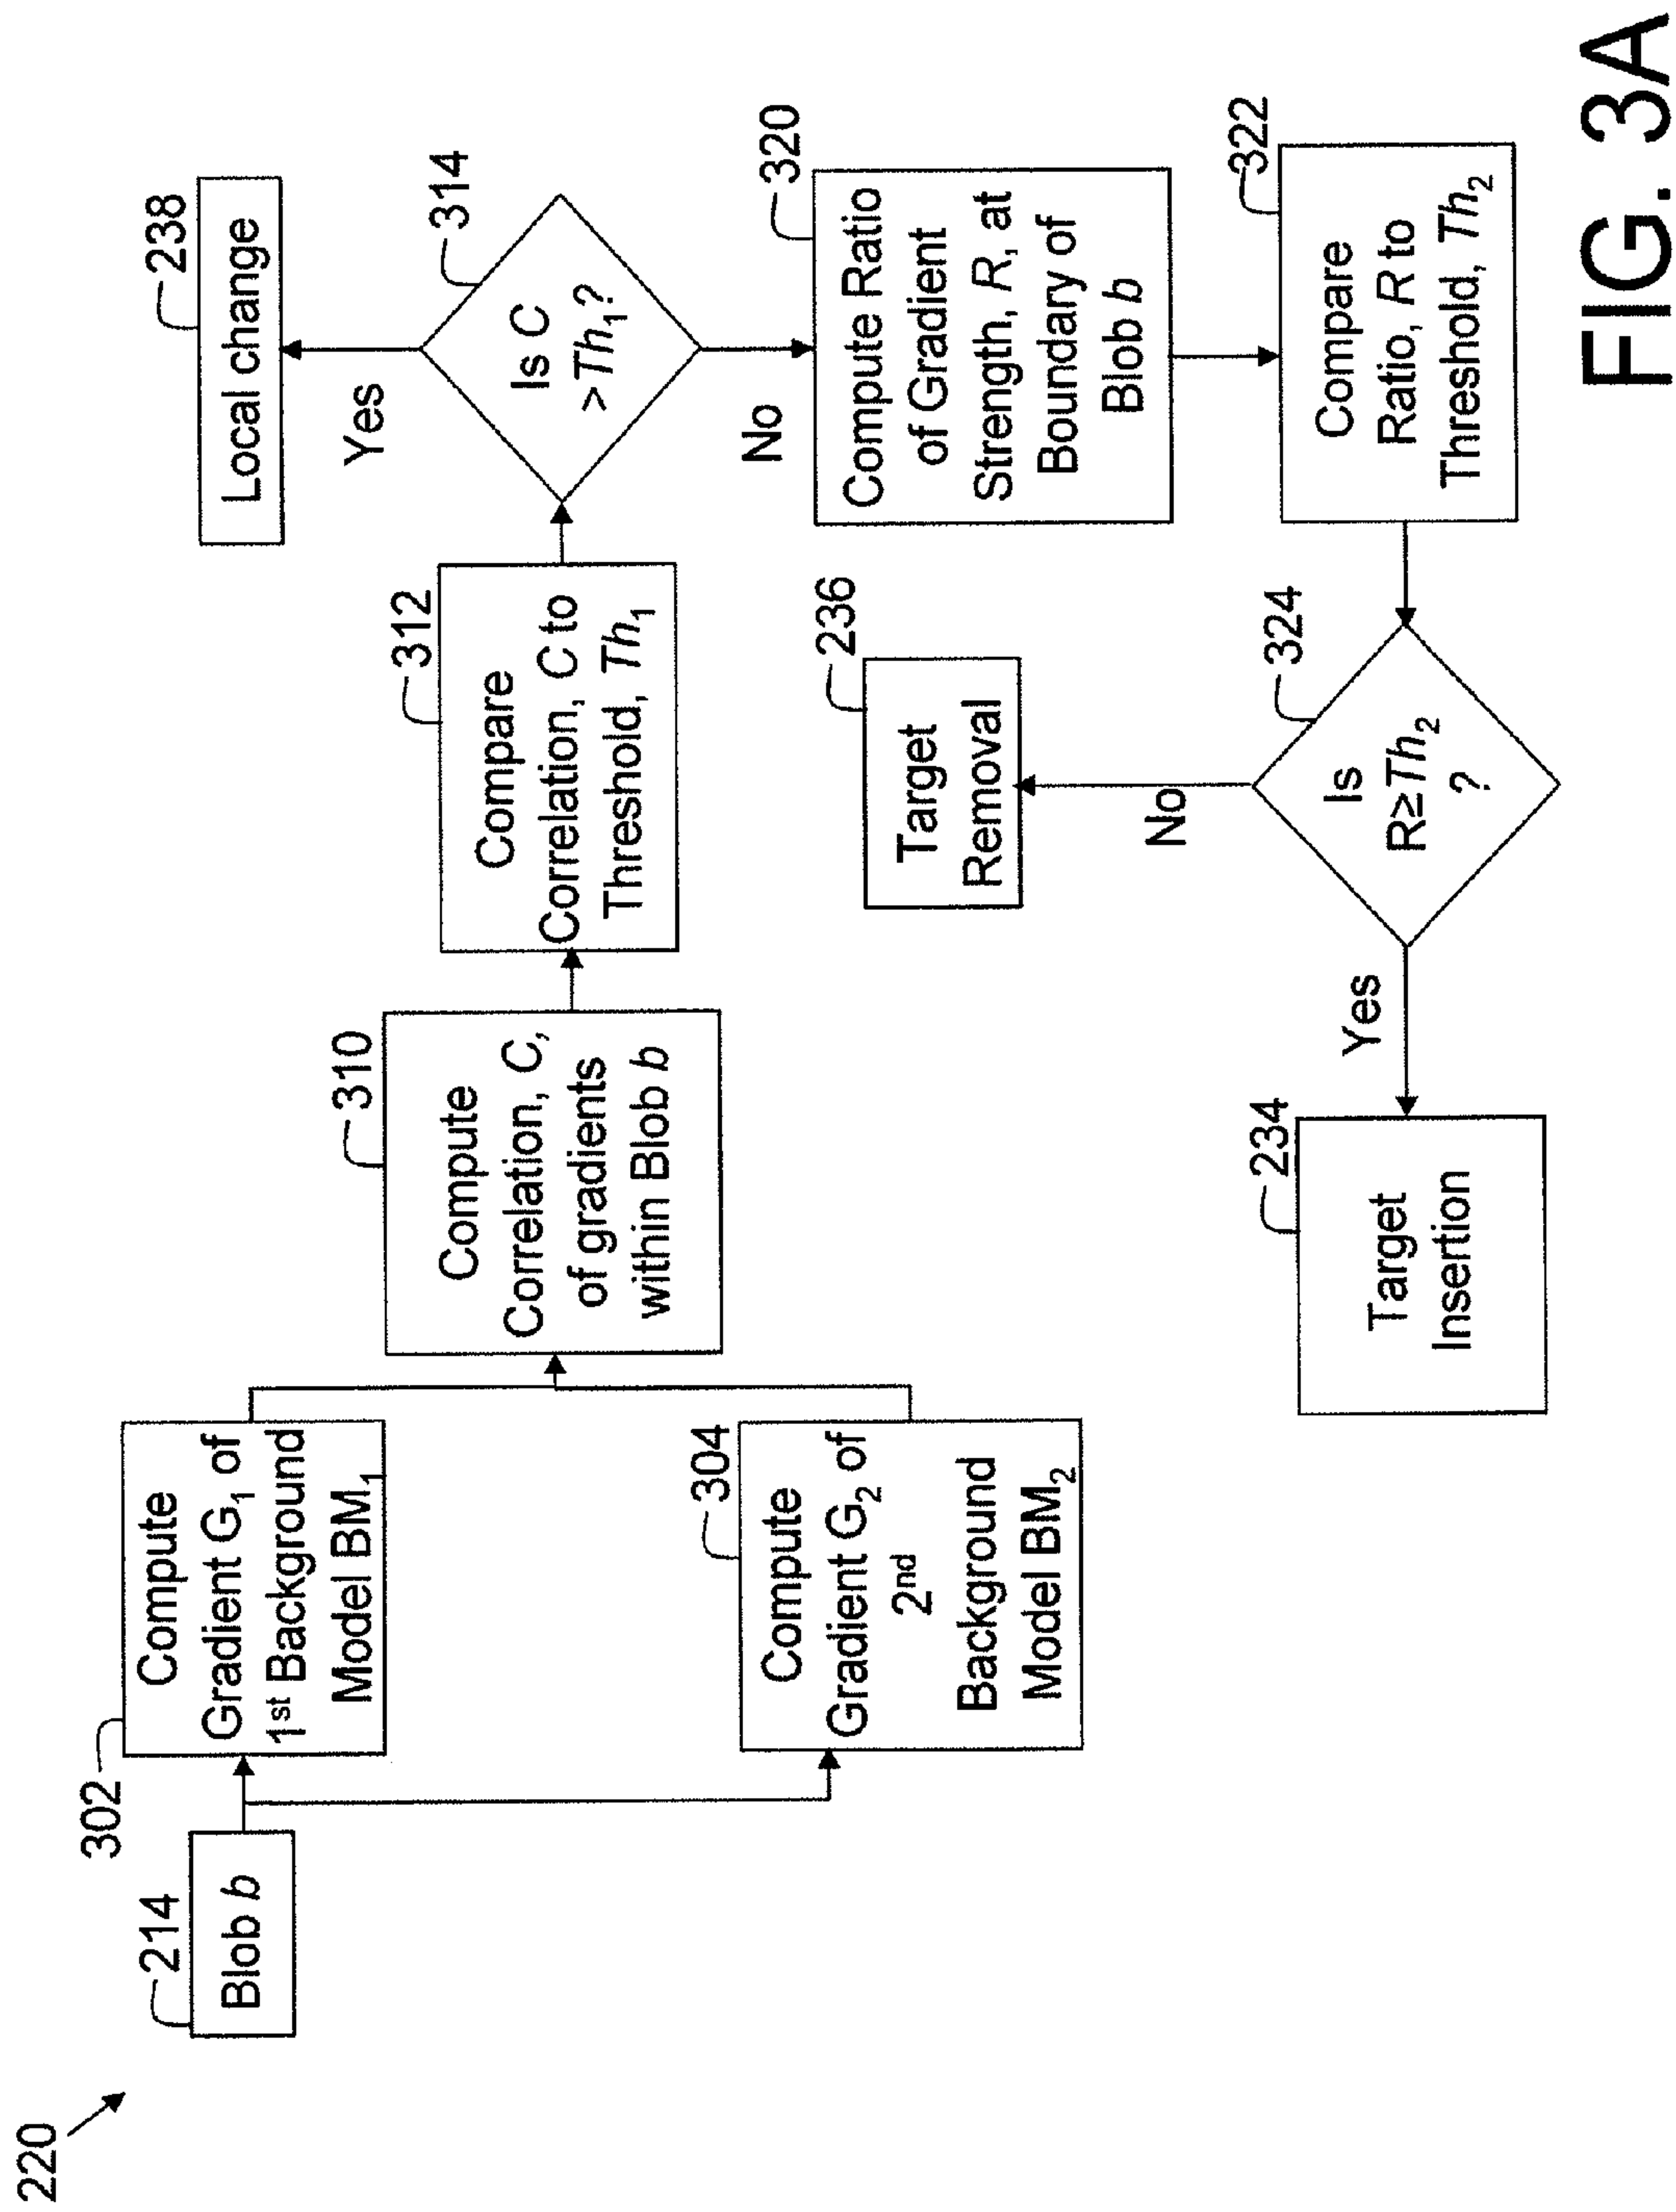 220
214
Blob b
302
Compute
Gradient G₁ of
1st Background
Model BM₁
304
Compute
Gradient G₂ of
2nd
Background
Model BM₂
310
Compute
Correlation, C,
of gradients
within Blob b
312
Compare
Correlation, C to
Threshold, Th₁
314
Is C
>Th₁?
Yes
238
Local change
No
320
Compute Ratio
of Gradient
Strength, R, at
Boundary of
Blob b
322
Compare
Ratio, R to
Threshold, Th₂
324
Is
R≥Th₂
?
No
236
Target
Removal
Yes
234
Target
Insertion
FIG. 3A